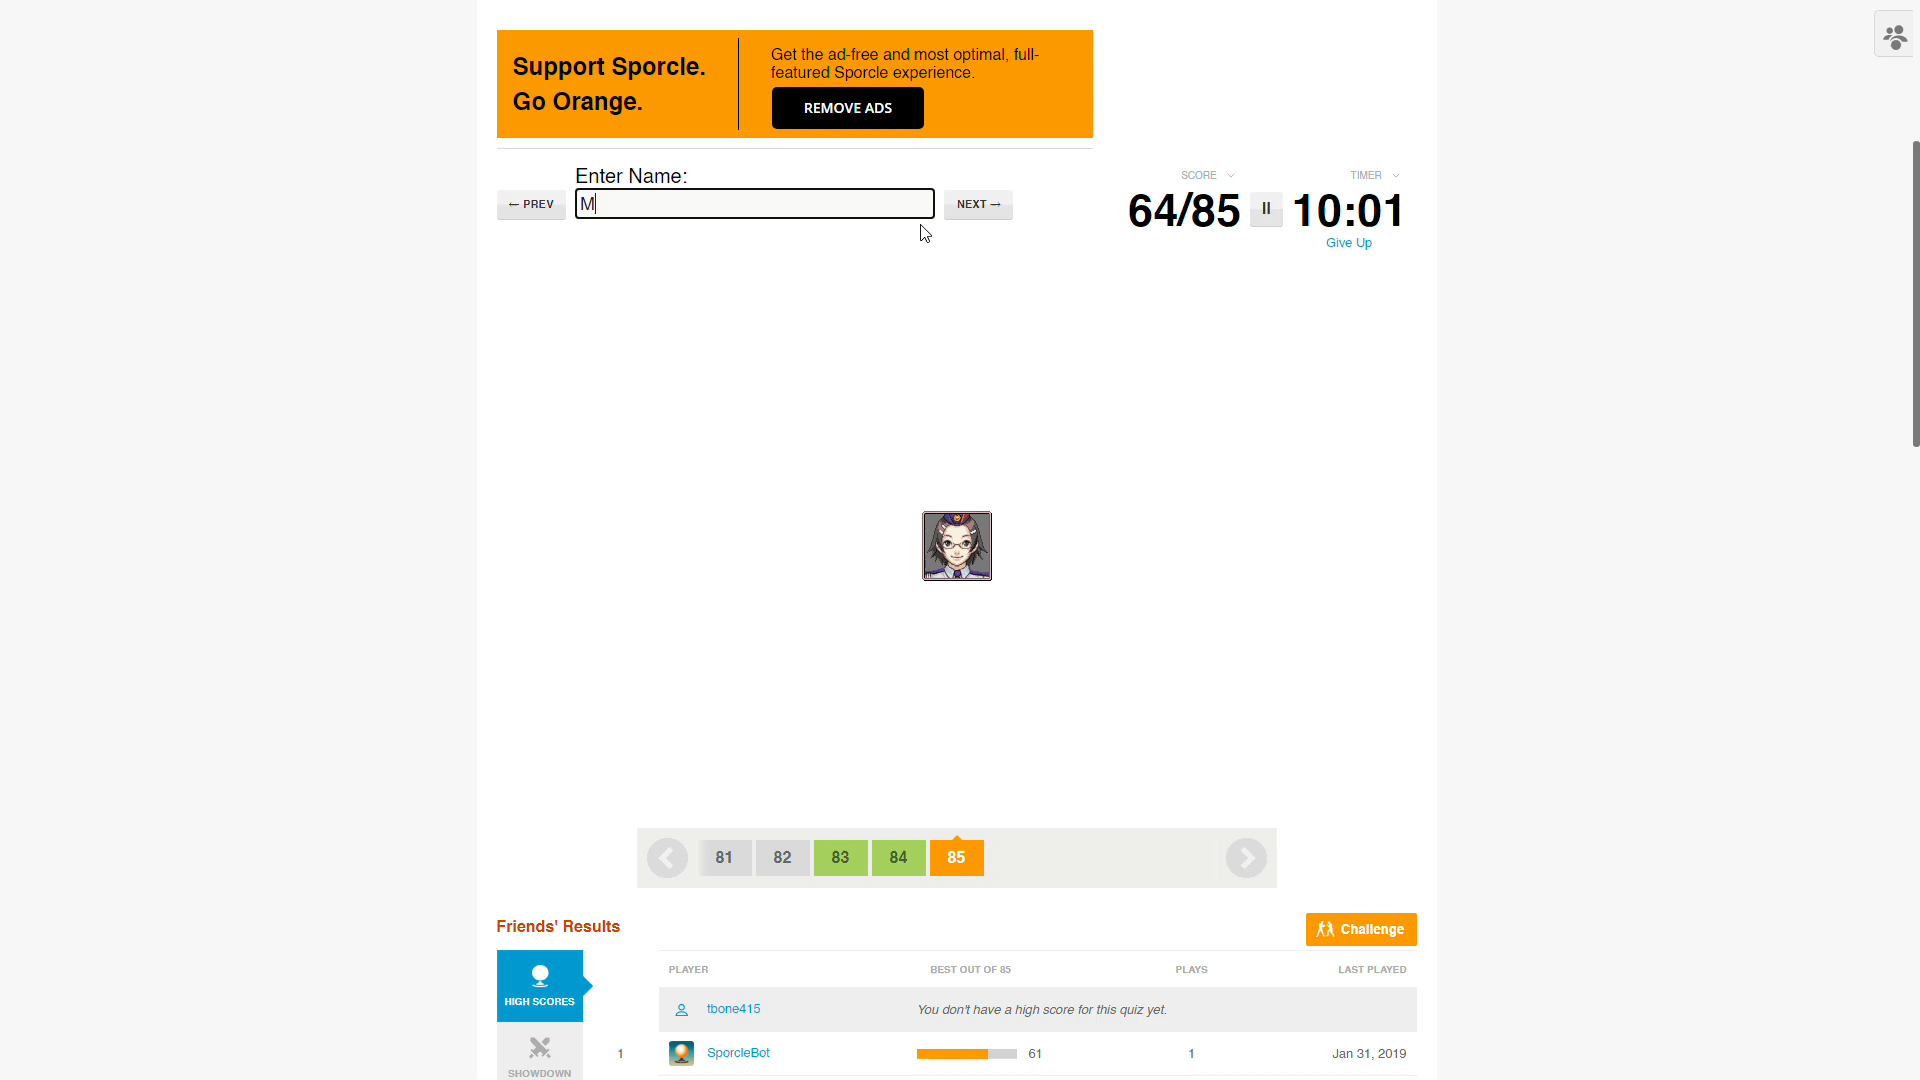 Support Sporcle.
Go Orange.
Get the ad-free and most optimal, full-
featured Sporcle experience.
REMOVE ADS
Enter Name:
← PREV
M
NEXT →
SCORE
64/85
TIMER
10:01
Give Up
81 82 83 84 85
Friends' Results
Challenge
HIGH SCORES
SHOWDOWN
PLAYER BEST OUT OF 85 PLAYS LAST PLAYED
tbone415 You don't have a high score for this quiz yet.
1 SporcleBot 61 1 Jan 31, 2019